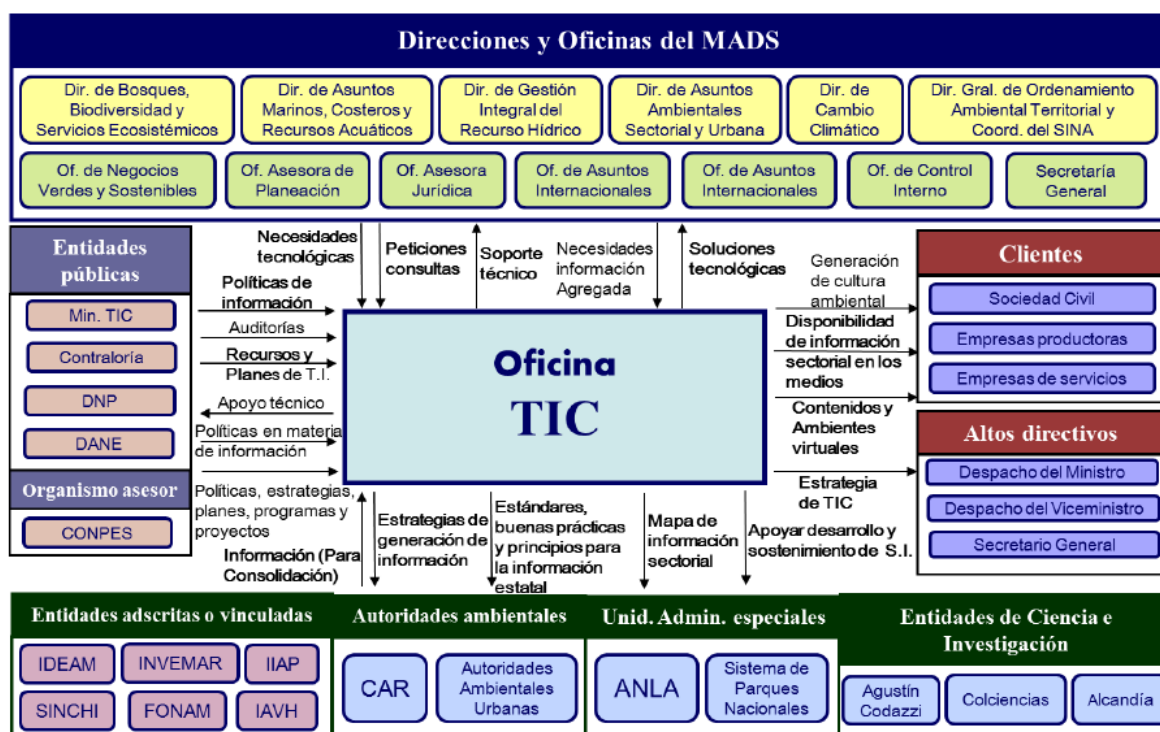 Direcciones y Oficinas del MADS
Dir. de Bosques,
Biodiversidad y
Servicios Ecosistémicos
Dir. de Asuntos
Marinos, Costeros y
Recursos Acuáticos
Dir. de Gestión
Integral del
Recurso Hídrico
Dir. de Asuntos
Ambientales
Sectorial y Urbana
Dir. de
Cambio
Climático
Dir. Gral. de Ordenamiento
Ambiental Territorial y
Coord. del SINA
Of. de Negocios
Verdes y Sostenibles
Of. Asesora de
Planeación
Of. Asesora
Jurídica
Of. de Asuntos
Internacionales
Of. de Asuntos
Internacionales
Of. de Control
Interno
Secretaría
General
Entidades
públicas
Min. TIC
Contraloría
DNP
DANE
Organismo asesor
CONPES
Necesidades
tecnológicas
Peticiones
consultas
Soporte
técnico
Necesidades
información
Agregada
Soluciones
tecnológicas
Políticas de
información
Auditorías
Recursos y
Planes de T.I.
Apoyo técnico
Políticas en materia
de información
Políticas, estrategias,
planes, programas y
proyectos
Oficina
TIC
Generación
de cultura
ambiental
Disponibilidad
de información
sectorial en los
medios
Contenidos y
Ambientes
virtuales
Estrategia
de TIC
Clientes
Sociedad Civil
Empresas productoras
Empresas de servicios
Altos directivos
Despacho del Ministro
Despacho del Viceministro
Secretario General
Información (Para
Consolidación)
Estrategias de
generación de
información
Estándares,
buenas prácticas
y principios para
la información
estatal
Mapa de
información
sectorial
Apoyar desarrollo y
sostenimiento de S.I.
Entidades adscritas o vinculadas
IDEAM
INVEMAR
IIAP
SINCHI
FONAM
IAVH
Autoridades ambientales
CAR
Autoridades
Ambientales
Urbanas
Unid. Admin. especiales
ANLA
Sistema de
Parques
Nacionales
Entidades de Ciencia e
Investigación
Agustín
Codazzi
Colciencias
Alcandía